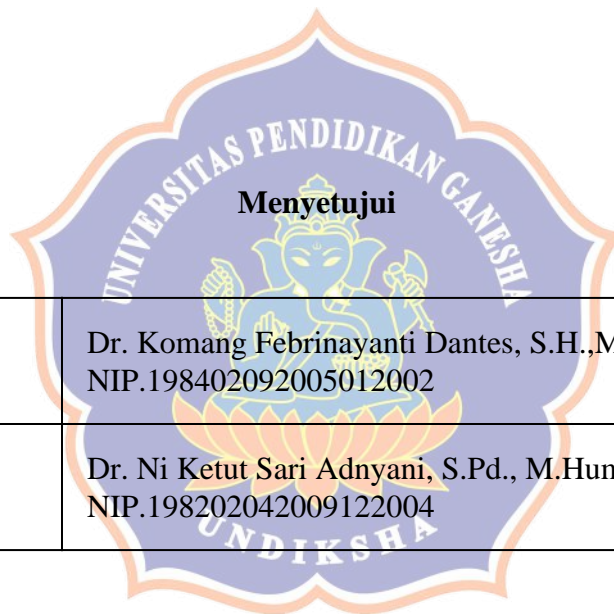 UNIVERSITAS PENDIDIKAN GANESHA
Menyetujui
Dr. Komang Febrinayanti Dantes, S.H.,M
NIP.198402092005012002
Dr. Ni Ketut Sari Adnyani, S.Pd., M.Hum
NIP.198202042009122004
UNDIKSHA